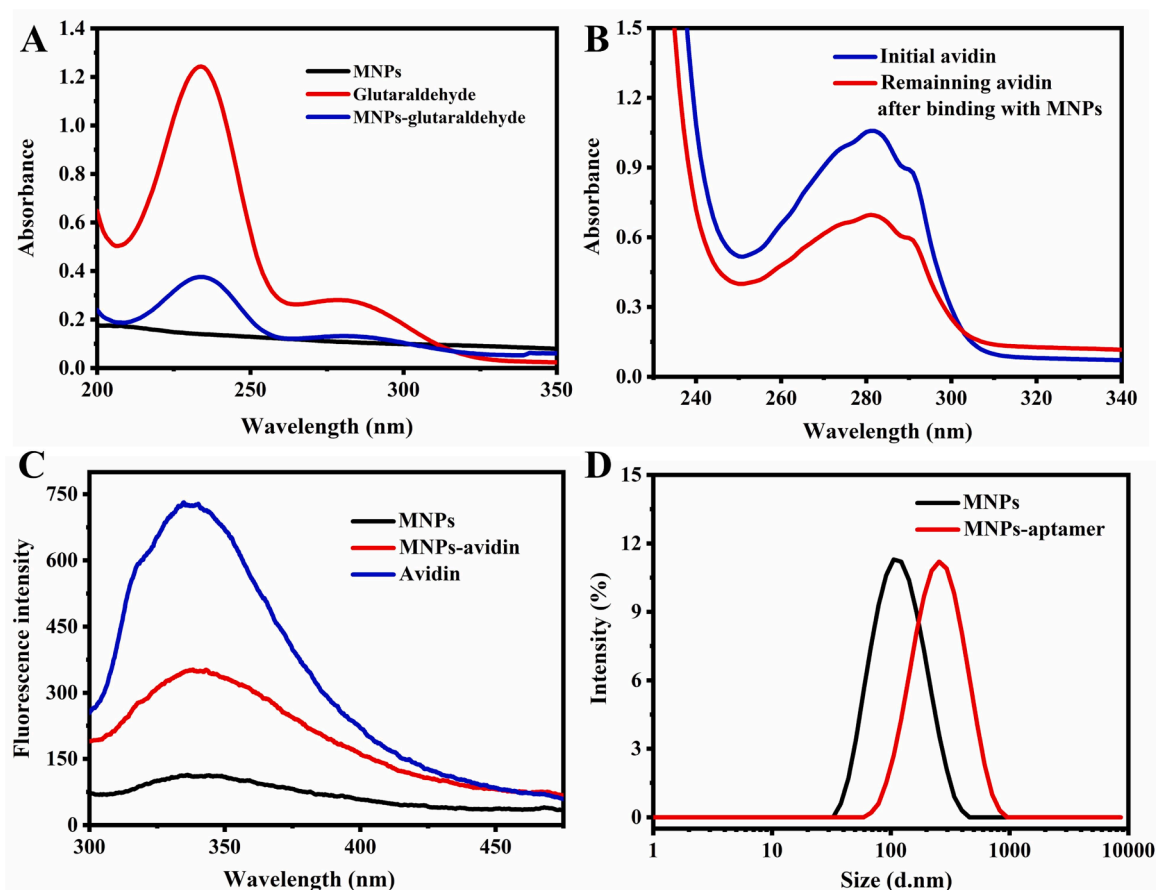 A
MNPs
Glutaraldehyde
MNPs-glutaraldehyde
1.4
1.2
1.0
0.8
0.6
0.4
0.2
0.0
Absorbance
200
250
300
350
Wavelength (nm)
B
Initial avidin
Remainning avidin
after binding with MNPs
1.5
1.2
0.9
0.6
0.3
0.0
Absorbance
240
260
280
300
320
340
Wavelength (nm)
C
MNPs
MNPs-avidin
Avidin
750
600
450
300
150
0
Fluorescence intensity
300
350
400
450
Wavelength (nm)
D
MNPs
MNPs-aptamer
15
12
9
6
3
0
Intensity (%)
1
10
100
1000
10000
Size (d.nm)